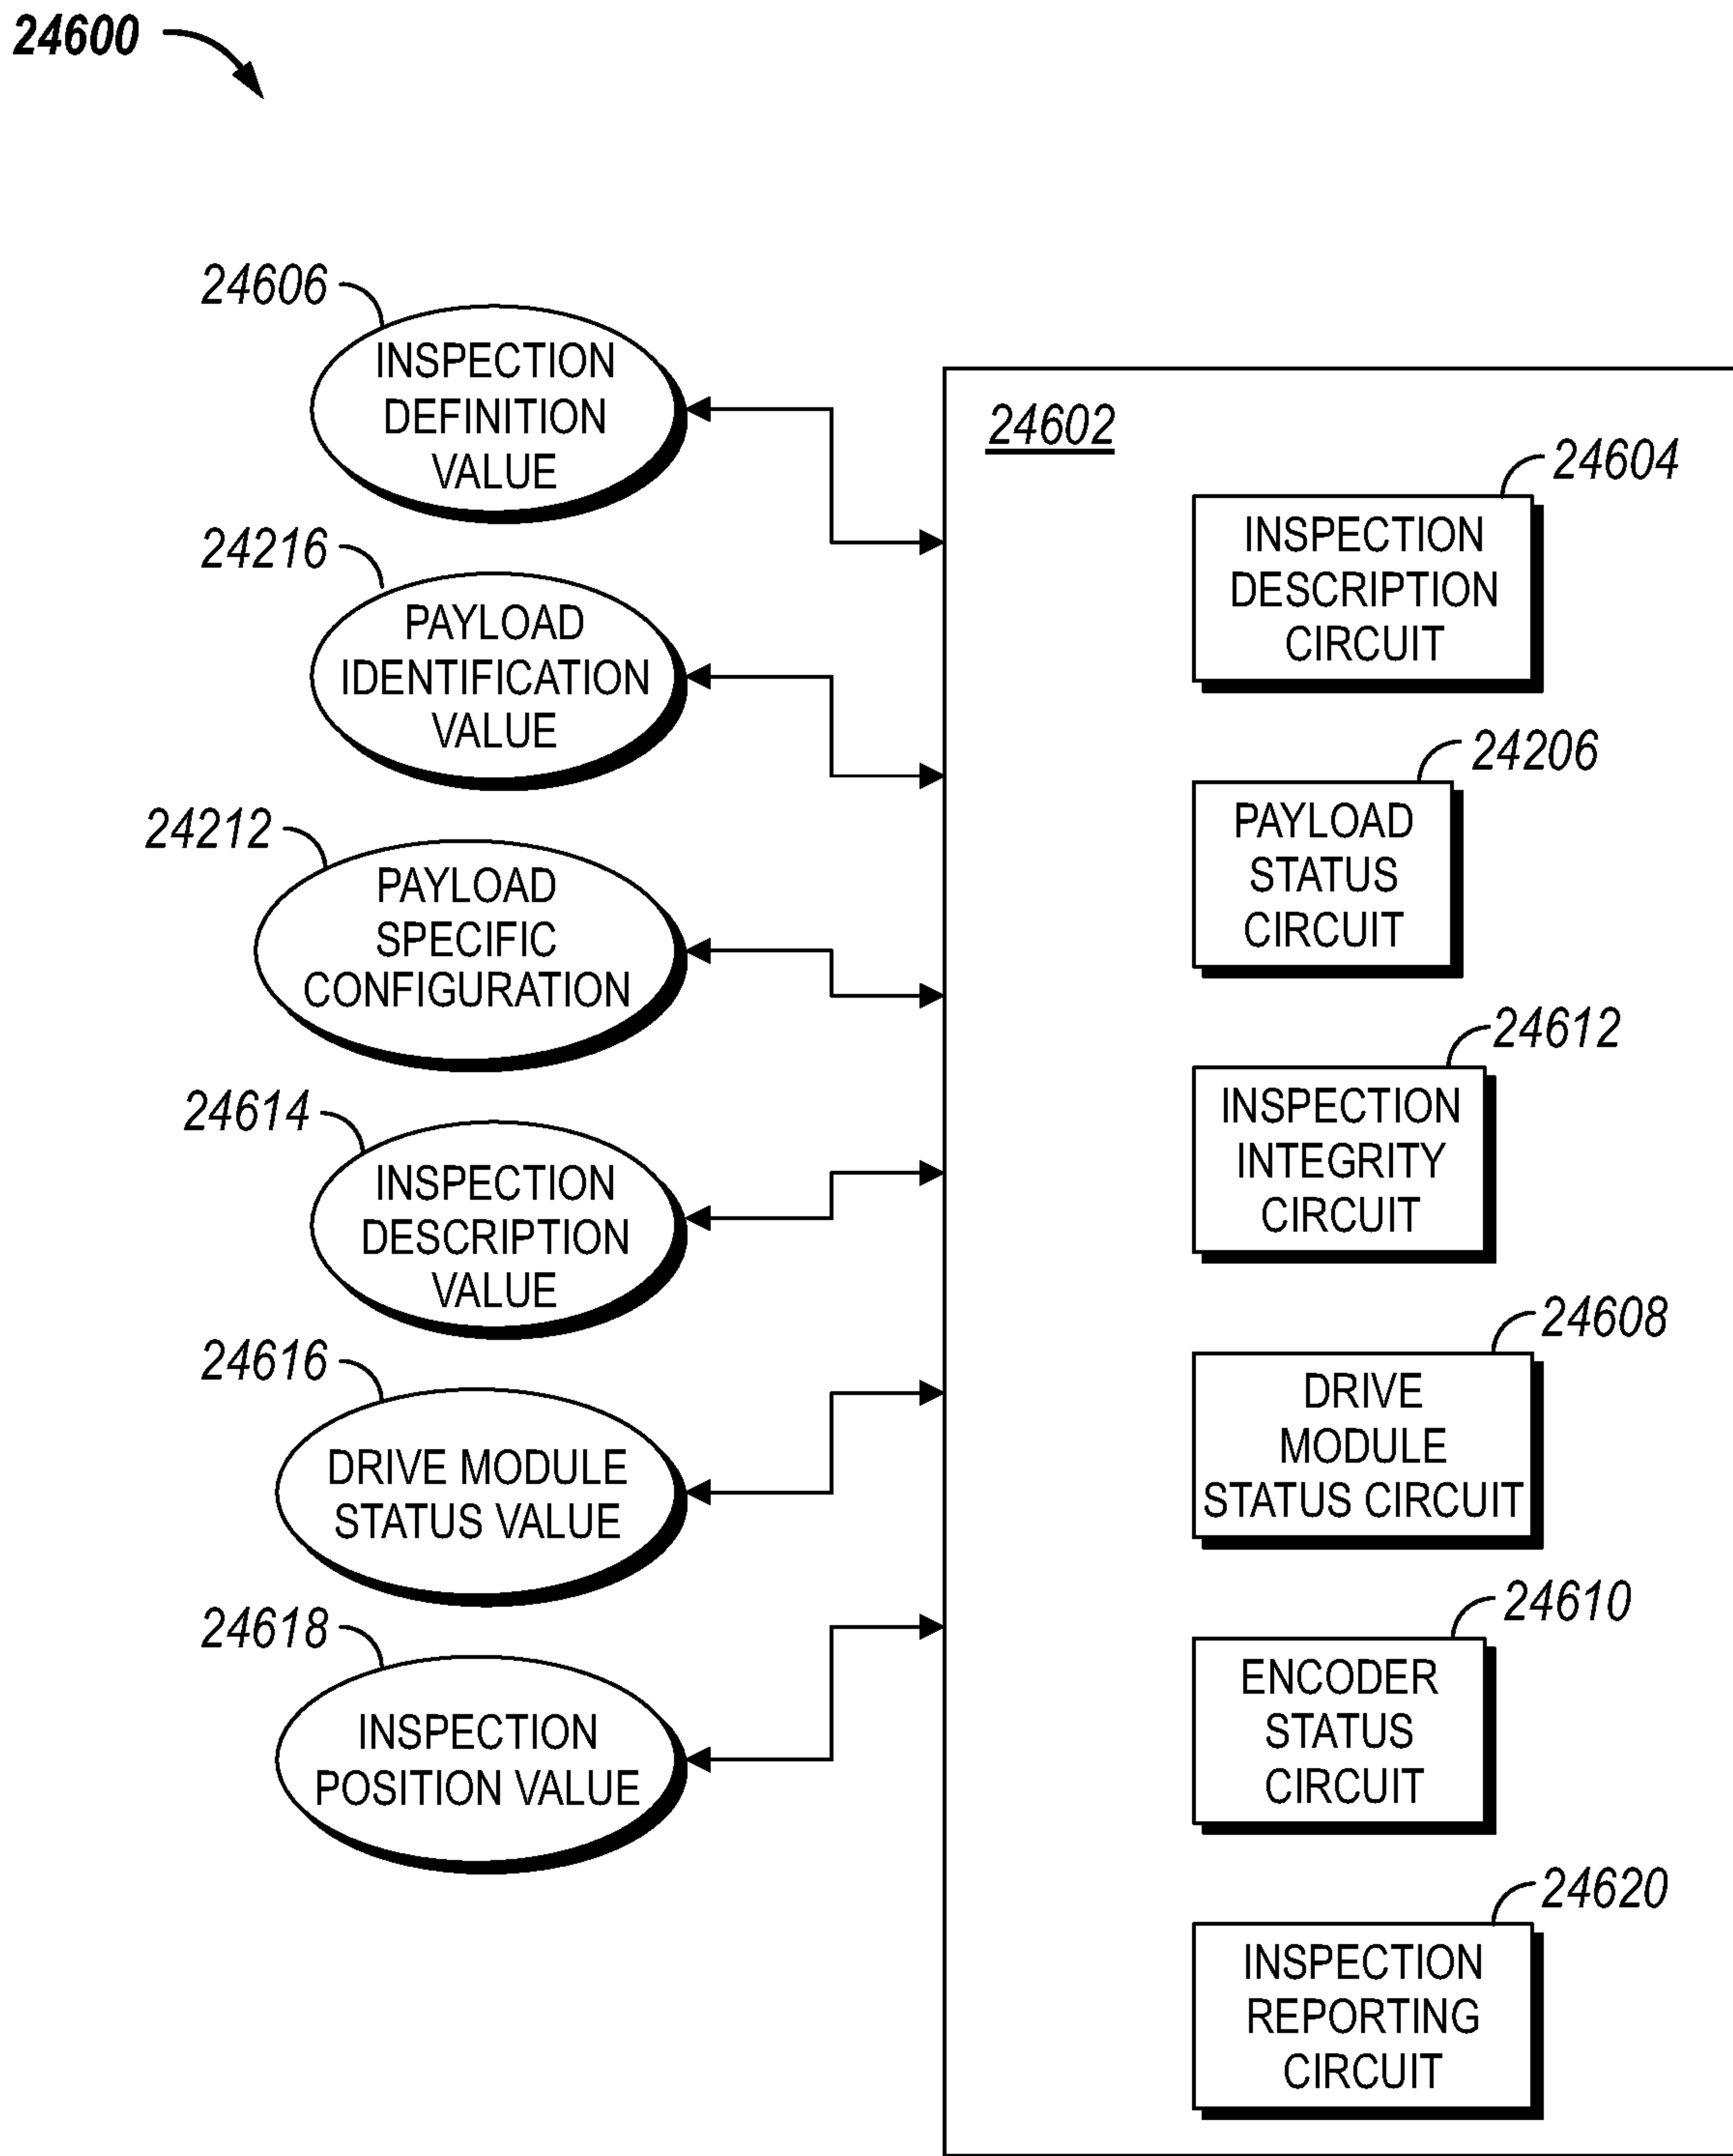 24600
24606
INSPECTION
DEFINITION
VALUE
24216
PAYLOAD
IDENTIFICATION
VALUE
24212
PAYLOAD
SPECIFIC
CONFIGURATION
24614
INSPECTION
DESCRIPTION
VALUE
24616
DRIVE MODULE
STATUS VALUE
24618
INSPECTION
POSITION VALUE
24602
24604
INSPECTION
DESCRIPTION
CIRCUIT
24206
PAYLOAD
STATUS
CIRCUIT
24612
INSPECTION
INTEGRITY
CIRCUIT
24608
DRIVE
MODULE
STATUS CIRCUIT
24610
ENCODER
STATUS
CIRCUIT
24620
INSPECTION
REPORTING
CIRCUIT